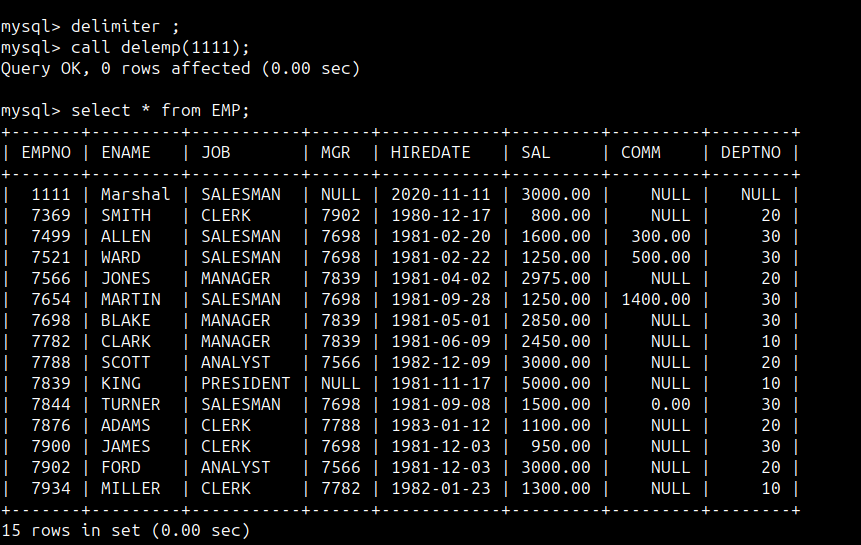 mysql> delimiter ;
mysql> call delemp(1111);
Query OK, 0 rows affected (0.00 sec)

mysql> select * from EMP;
+-------+---------+-----------+------+------------+---------+---------+--------+
| EMPNO | ENAME   | JOB       | MGR  | HIREDATE   | SAL     | COMM    | DEPTNO |
+-------+---------+-----------+------+------------+---------+---------+--------+
|  1111 | Marshal | SALESMAN  | NULL | 2020-11-11 | 3000.00 |    NULL |   NULL |
|  7369 | SMITH   | CLERK     | 7902 | 1980-12-17 |  800.00 |    NULL |     20 |
|  7499 | ALLEN   | SALESMAN  | 7698 | 1981-02-20 | 1600.00 |  300.00 |     30 |
|  7521 | WARD    | SALESMAN  | 7698 | 1981-02-22 | 1250.00 |  500.00 |     30 |
|  7566 | JONES   | MANAGER   | 7839 | 1981-04-02 | 2975.00 |    NULL |     20 |
|  7654 | MARTIN  | SALESMAN  | 7698 | 1981-09-28 | 1250.00 | 1400.00 |     30 |
|  7698 | BLAKE   | MANAGER   | 7839 | 1981-05-01 | 2850.00 |    NULL |     30 |
|  7782 | CLARK   | MANAGER   | 7839 | 1981-06-09 | 2450.00 |    NULL |     10 |
|  7788 | SCOTT   | ANALYST   | 7566 | 1982-12-09 | 3000.00 |    NULL |     20 |
|  7839 | KING    | PRESIDENT | NULL | 1981-11-17 | 5000.00 |    NULL |     10 |
|  7844 | TURNER  | SALESMAN  | 7698 | 1981-09-08 | 1500.00 |    0.00 |     30 |
|  7876 | ADAMS   | CLERK     | 7788 | 1983-01-12 | 1100.00 |    NULL |     20 |
|  7900 | JAMES   | CLERK     | 7698 | 1981-12-03 |  950.00 |    NULL |     30 |
|  7902 | FORD    | ANALYST   | 7566 | 1981-12-03 | 3000.00 |    NULL |     20 |
|  7934 | MILLER  | CLERK     | 7782 | 1982-01-23 | 1300.00 |    NULL |     10 |
+-------+---------+-----------+------+------------+---------+---------+--------+
15 rows in set (0.00 sec)